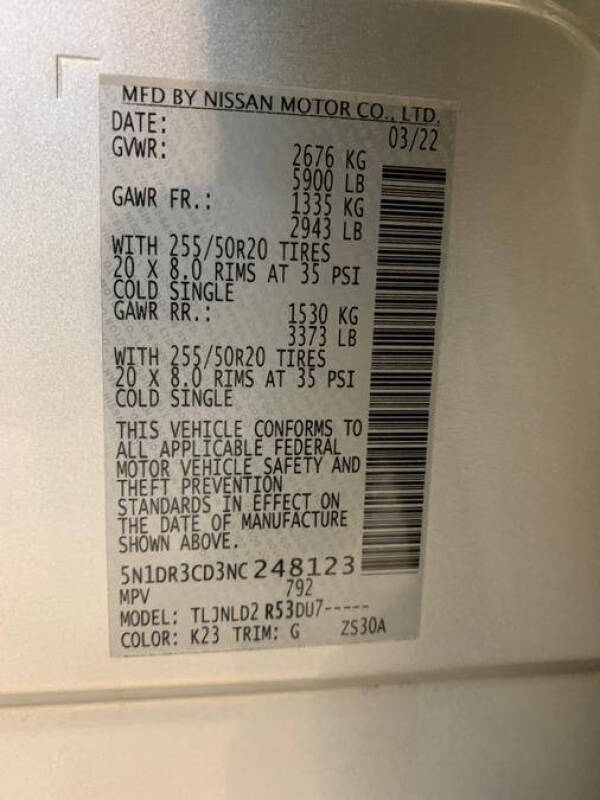 MFD BY NISSAN MOTOR CO., LTD.
DATE: 03/22
GVWR: 2676 KG
5900 LB
GAWR FR.: 1335 KG
2943 LB
WITH 255/50R20 TIRES
20 X 8.0 RIMS AT 35 PSI
COLD SINGLE
GAWR RR.: 1530 KG
3373 LB
WITH 255/50R20 TIRES
20 X 8.0 RIMS AT 35 PSI
COLD SINGLE
THIS VEHICLE CONFORMS TO
ALL APPLICABLE FEDERAL
MOTOR VEHICLE SAFETY AND
THEFT PREVENTION
STANDARDS IN EFFECT ON
THE DATE OF MANUFACTURE
SHOWN ABOVE.
5N1DR3CD3NC 248123
MPV 792
MODEL: TLJNLD2 R53DU7-----
COLOR: K23 TRIM: G ZS30A